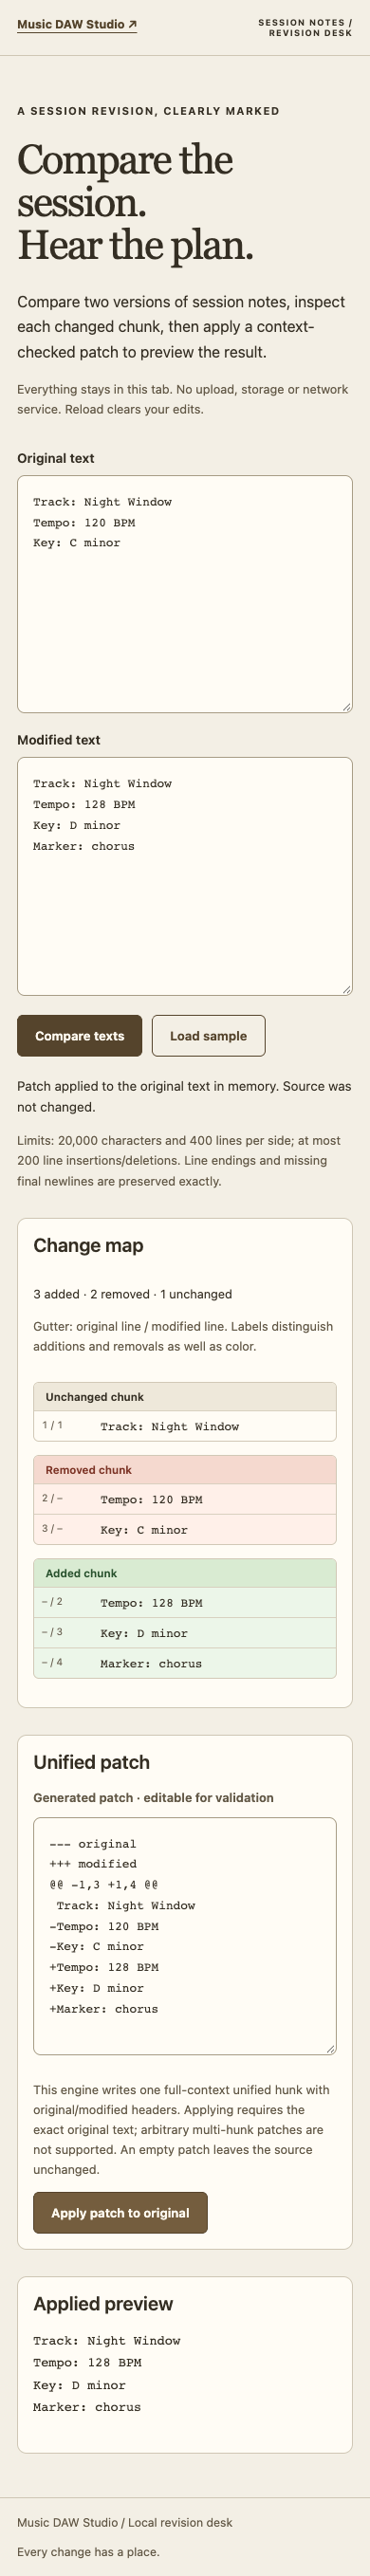 Music DAW Studio ↗
SESSION NOTES /
REVISION DESK
A SESSION REVISION, CLEARLY MARKED
Compare the
session.
Hear the plan.
Compare two versions of session notes, inspect
each changed chunk, then apply a context-
checked patch to preview the result.
Everything stays in this tab. No upload, storage or network
service. Reload clears your edits.
Original text
Track: Night Window
Tempo: 120 BPM
Key: C minor
Modified text
Track: Night Window
Tempo: 128 BPM
Key: D minor
Marker: chorus
Compare texts
Load sample
Patch applied to the original text in memory. Source was
not changed.
Limits: 20,000 characters and 400 lines per side; at most
200 line insertions/deletions. Line endings and missing
final newlines are preserved exactly.
Change map
3 added · 2 removed · 1 unchanged
Gutter: original line / modified line. Labels distinguish
additions and removals as well as color.
Unchanged chunk
1 / 1 Track: Night Window
Removed chunk
2 / – Tempo: 120 BPM
3 / – Key: C minor
Added chunk
– / 2 Tempo: 128 BPM
– / 3 Key: D minor
– / 4 Marker: chorus
Unified patch
Generated patch · editable for validation
--- original
+++ modified
@@ -1,3 +1,4 @@
 Track: Night Window
-Tempo: 120 BPM
-Key: C minor
+Tempo: 128 BPM
+Key: D minor
+Marker: chorus
This engine writes one full-context unified hunk with
original/modified headers. Applying requires the
exact original text; arbitrary multi-hunk patches are
not supported. An empty patch leaves the source
unchanged.
Apply patch to original
Applied preview
Track: Night Window
Tempo: 128 BPM
Key: D minor
Marker: chorus
Music DAW Studio / Local revision desk
Every change has a place.